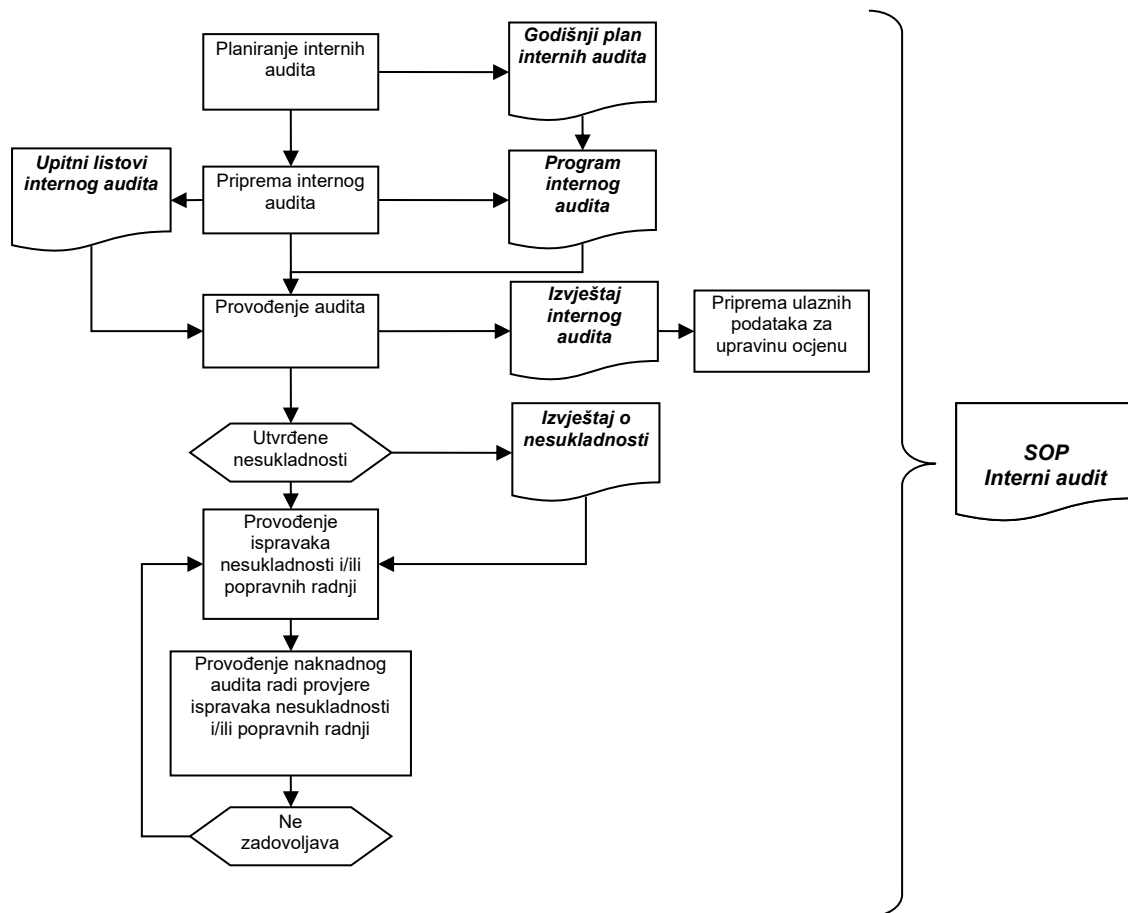 Planiranje internih
audita
Godišnji plan
internih audita
Upitni listovi
internog audita
Priprema internog
audita
Program
internog
audita
Provođenje audita
Izvještaj
internog
audita
Priprema ulaznih
podataka za
upravinu ocjenu
Utvrđene
nesukladnosti
Izvještaj o
nesukladnosti
SOP
Interni audit
Provođenje
ispravaka
nesukladnosti i/ili
popravnih radnji
Provođenje naknadnog
audita radi provjere
ispravaka nesukladnosti
i/ili popravnih radnji
Ne
zadovoljava